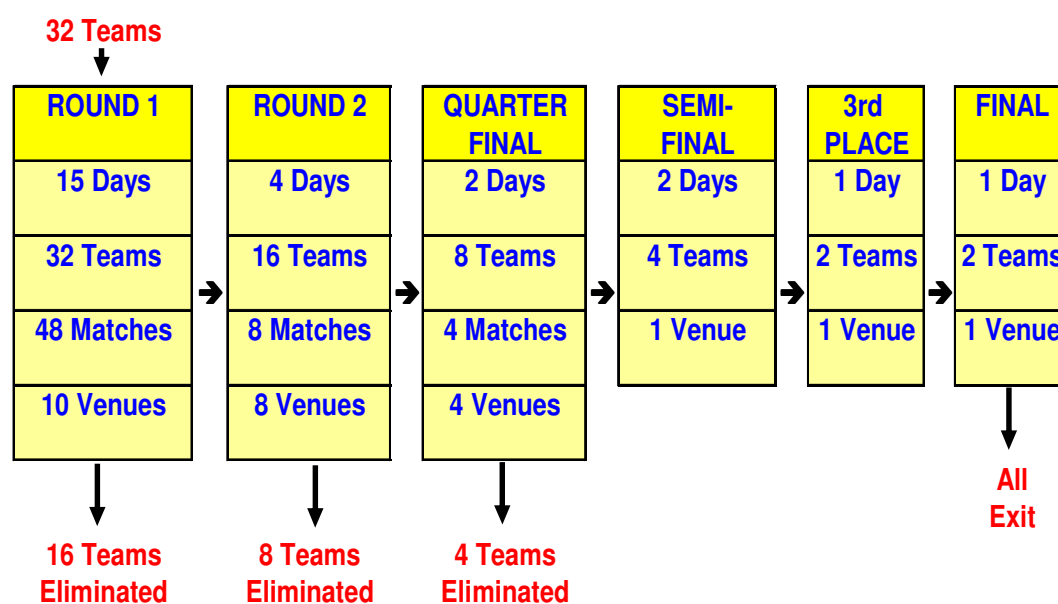 32 Teams
ROUND 1
15 Days
32 Teams
48 Matches
10 Venues
16 Teams
Eliminated
ROUND 2
4 Days
16 Teams
8 Matches
8 Venues
8 Teams
Eliminated
QUARTER
FINAL
2 Days
8 Teams
4 Matches
4 Venues
4 Teams
Eliminated
SEMI-
FINAL
2 Days
4 Teams
1 Venue
3rd
PLACE
1 Day
2 Teams
1 Venue
FINAL
1 Day
2 Teams
1 Venue
All
Exit